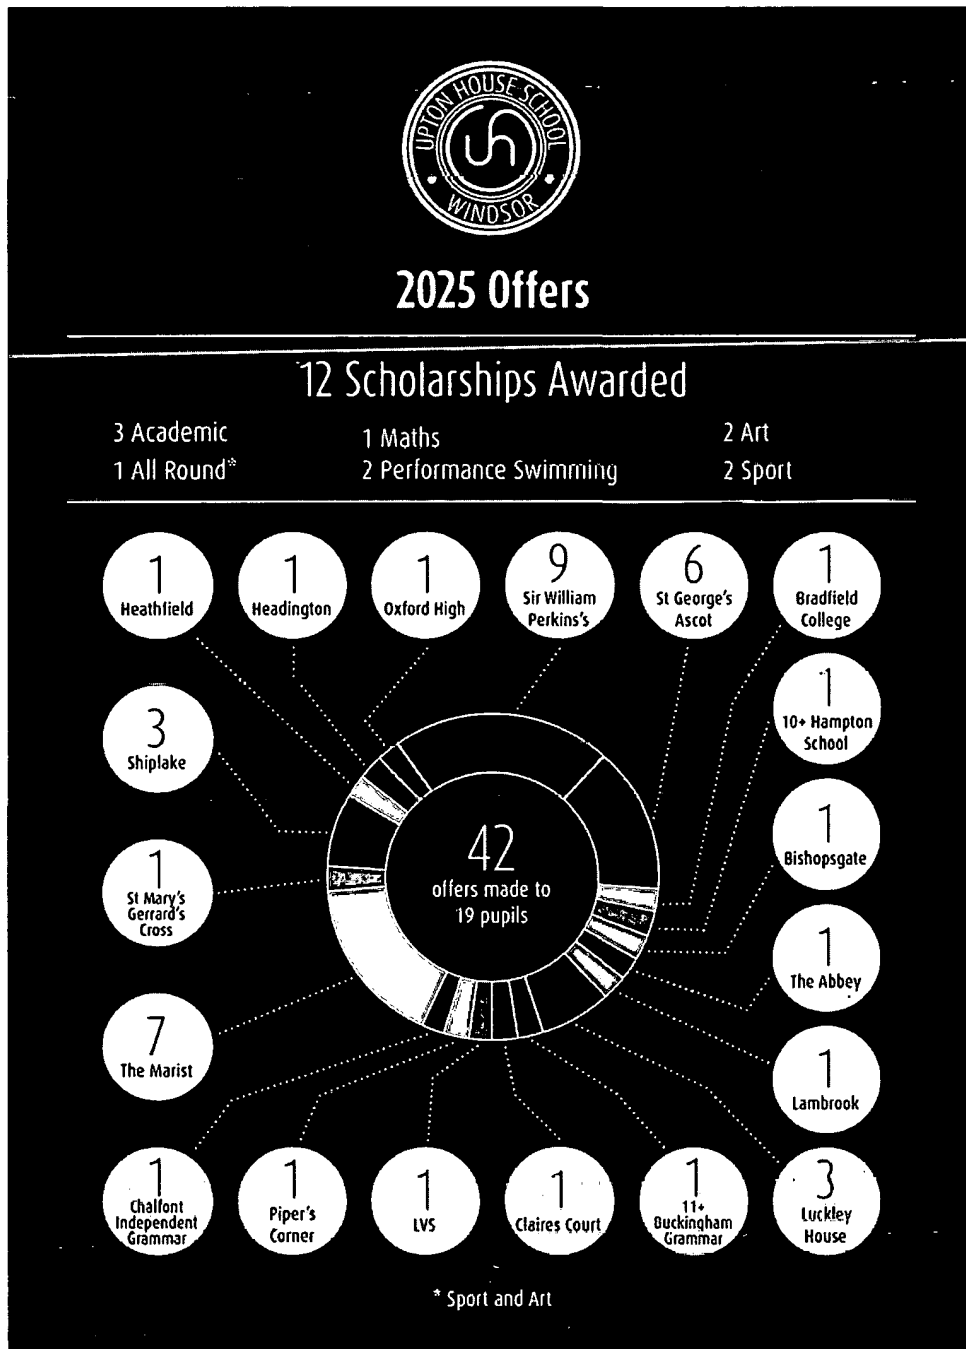 UPTON HOUSE SCHOOL
uh
WINDSOR
2025 Offers
12 Scholarships Awarded
3 Academic
1 Maths
2 Art
1 All Round*
2 Performance Swimming
2 Sport
1
Heathfield
1
Headington
1
Oxford High
9
Sir William
Perkins's
6
St George's
Ascot
1
Bradfield
College
1
10+ Hampton
School
3
Shiplake
1
Bishopsgate
42
offers made to
19 pupils
1
St Mary's
Gerrard's
Cross
1
The Abbey
7
The Marist
1
Lambrook
1
Chalfont
Independent
Grammar
1
Piper's
Corner
1
LVS
1
Claires Court
1
11+
Buckingham
Grammar
3
Luckley
House
* Sport and Art